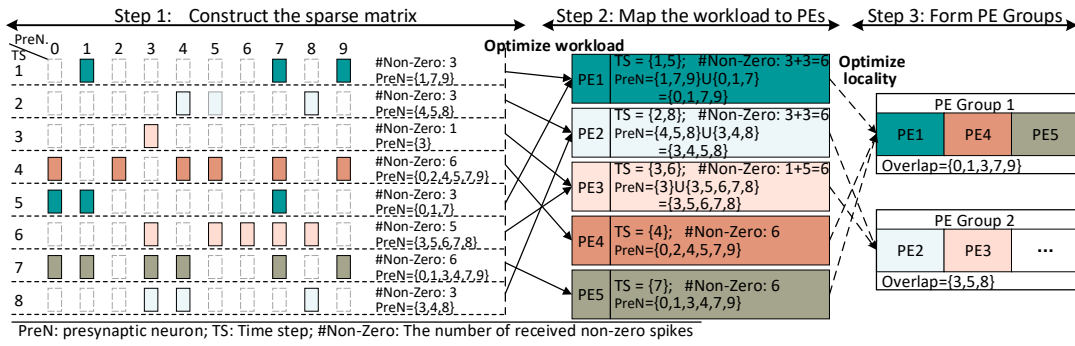 Step 1: Construct the sparse matrix
Step 2: Map the workload to PEs
Step 3: Form PE Groups
PreN.
TS
0 1 2 3 4 5 6 7 8 9
Optimize workload
1
#Non-Zero: 3
PreN={1,7,9}
2
#Non-Zero: 3
PreN={4,5,8}
3
#Non-Zero: 1
PreN={3}
4
#Non-Zero: 6
PreN={0,2,4,5,7,9}
5
#Non-Zero: 3
PreN={0,1,7}
6
#Non-Zero: 5
PreN={3,5,6,7,8}
7
#Non-Zero: 6
PreN={0,1,3,4,7,9}
8
#Non-Zero: 3
PreN={3,4,8}
PE1
TS = {1,5}; #Non-Zero: 3+3=6
PreN={1,7,9}U{0,1,7}
={0,1,7,9}
PE2
TS = {2,8}; #Non-Zero: 3+3=6
PreN={4,5,8}U{3,4,8}
={3,4,5,8}
PE3
TS = {3,6}; #Non-Zero: 1+5=6
PreN={3}U{3,5,6,7,8}
={3,5,6,7,8}
PE4
TS = {4}; #Non-Zero: 6
PreN={0,2,4,5,7,9}
PE5
TS = {7}; #Non-Zero: 6
PreN={0,1,3,4,7,9}
Optimize
locality
PE Group 1
PE1 PE4 PE5
Overlap={0,1,3,7,9}
PE Group 2
PE2 PE3 ...
Overlap={3,5,8}
PreN: presynaptic neuron; TS: Time step; #Non-Zero: The number of received non-zero spikes